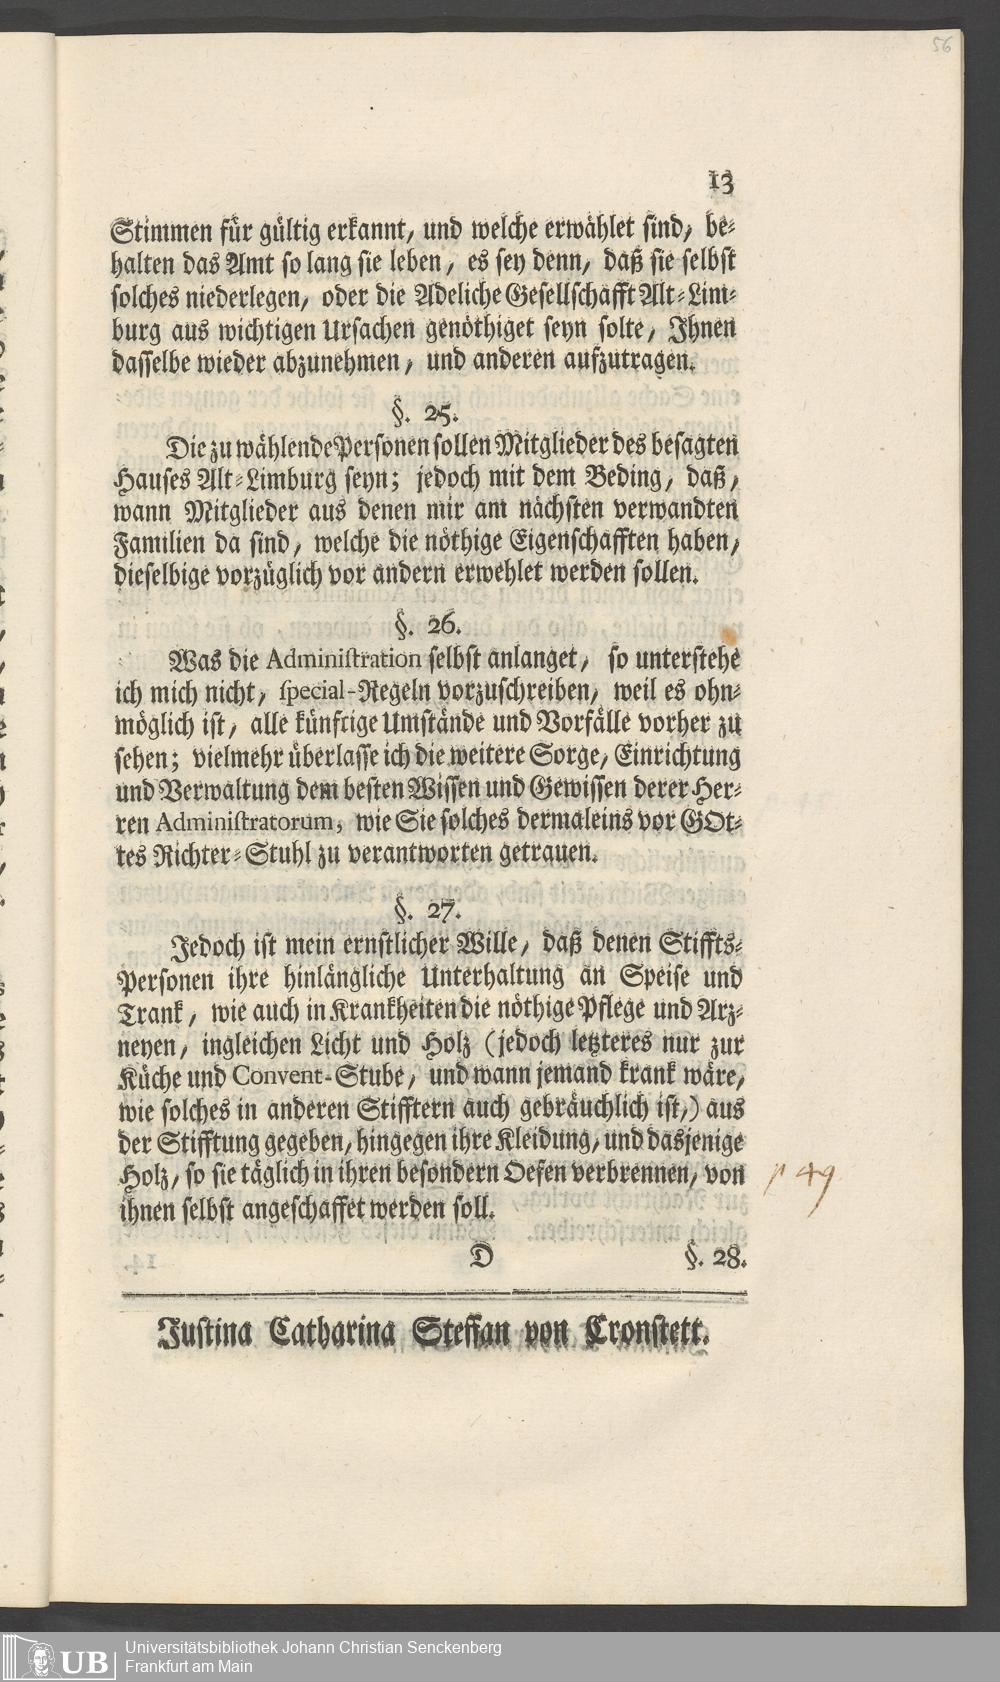 56
13
Stimmen für gültig erkannt, und welche erwählet sind, be-
halten das Amt so lang sie leben, es sey denn, daß sie selbst
solches niederlegen, oder die Adeliche Gesellschafft Alt-Lim-
burg aus wichtigen Ursachen genöthiget seyn solte, Ihnen
dasselbe wieder abzunehmen, und anderen aufzutragen.
§. 25.
Die zu wählende Personen sollen Mitglieder des besagten
Hauses Alt-Limburg seyn; jedoch mit dem Beding, daß,
wann Mitglieder aus denen mir am nächsten verwandten
Familien da sind, welche die nöthige Eigenschafften haben,
dieselbige vorzüglich vor andern erwehlet werden sollen.
§. 26.
Was die Administration selbst anlanget, so unterstehe
ich mich nicht, special-Regeln vorzuschreiben, weil es ohn-
möglich ist, alle künftige Umstände und Vorfälle vorher zu
sehen; vielmehr überlasse ich die weitere Sorge, Einrichtung
und Verwaltung dem besten Wissen und Gewissen derer Her-
ren Administratorum, wie Sie solches dermaleins vor GOt-
tes Richter-Stuhl zu verantworten getrauen.
§. 27.
Jedoch ist mein ernstlicher Wille, daß denen Stiffts-
Personen ihre hinlängliche Unterhaltung an Speise und
Trank, wie auch in Krankheiten die nöthige Pflege und Arz-
neyen, ingleichen Licht und Holz (jedoch letzteres nur zur
Küche und Convent-Stube, und wann jemand krank wäre,
wie solches in anderen Stifftern auch gebräuchlich ist,) aus
der Stifftung gegeben, hingegen ihre Kleidung, und dasjenige
Holz, so sie täglich in ihren besondern Oefen verbrennen, von
p 49
ihnen selbst angeschaffet werden soll.
D §. 28.
Justina Catharina Steffan von Cronstett.
UB Universitätsbibliothek Johann Christian Senckenberg
Frankfurt am Main